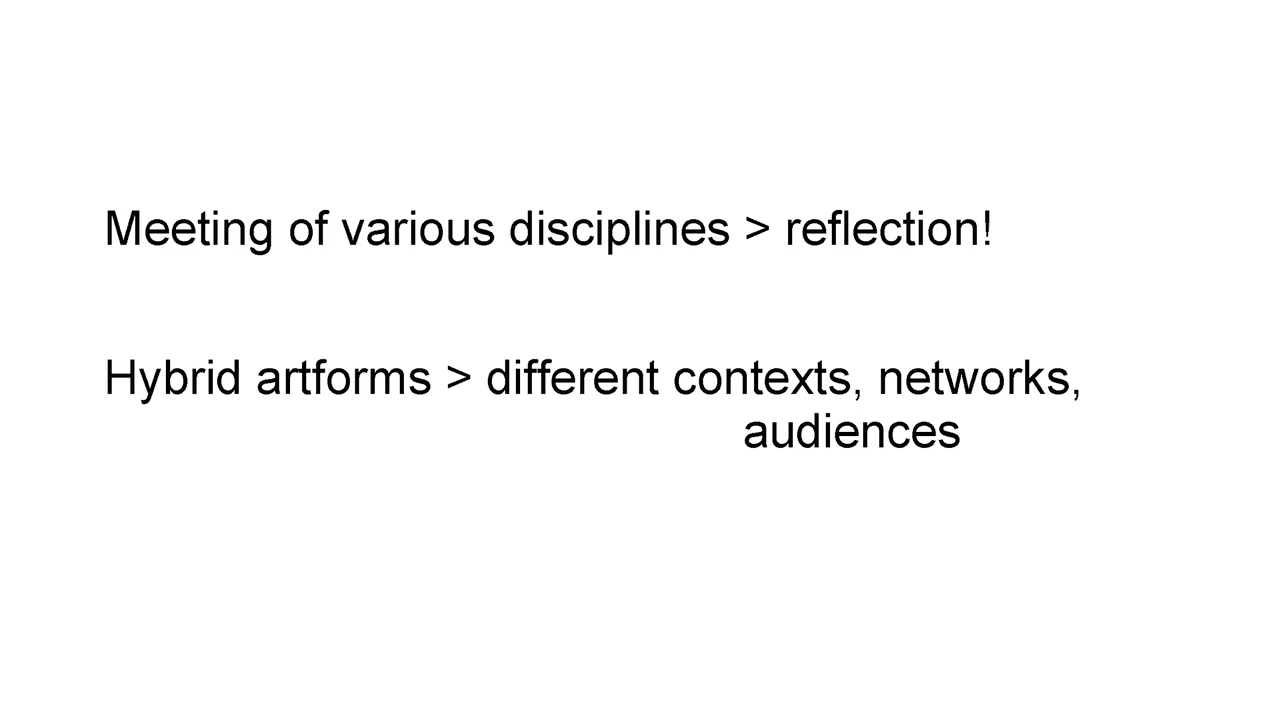 Meeting of various disciplines > reflection!
Hybrid artforms > different contexts, networks,
audiences